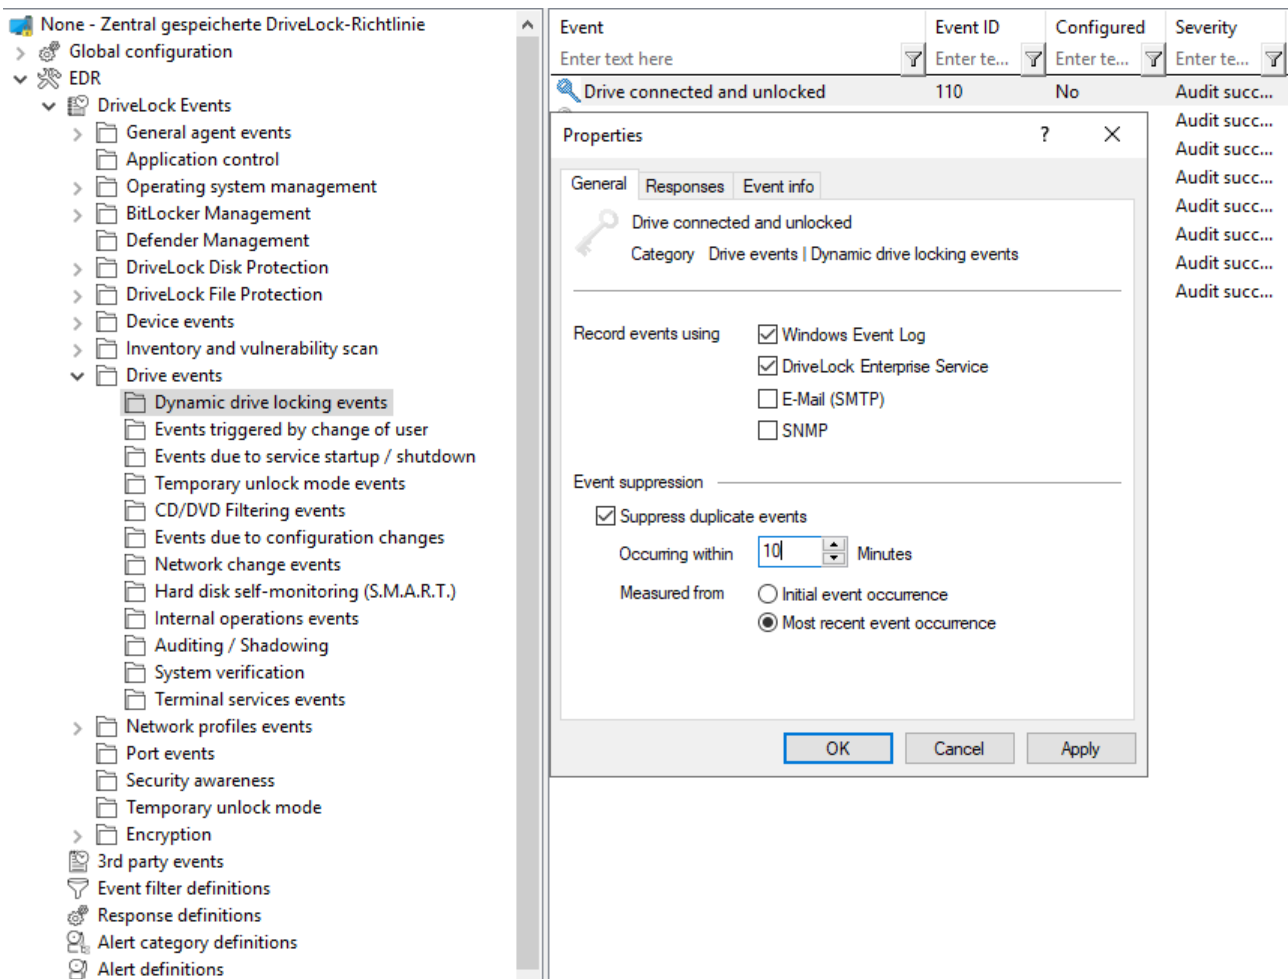 None - Zentral gespeicherte DriveLock-Richtlinie
Global configuration
EDR
DriveLock Events
General agent events
Application control
Operating system management
BitLocker Management
Defender Management
DriveLock Disk Protection
DriveLock File Protection
Device events
Inventory and vulnerability scan
Drive events
Dynamic drive locking events
Events triggered by change of user
Events due to service startup / shutdown
Temporary unlock mode events
CD/DVD Filtering events
Events due to configuration changes
Network change events
Hard disk self-monitoring (S.M.A.R.T.)
Internal operations events
Auditing / Shadowing
System verification
Terminal services events
Network profiles events
Port events
Security awareness
Temporary unlock mode
Encryption
3rd party events
Event filter definitions
Response definitions
Alert category definitions
Alert definitions
Event Event ID Configured Severity
Enter text here Enter te... Enter te... Enter te...
Drive connected and unlocked 110 No Audit succ...
Audit succ...
Audit succ...
Audit succ...
Audit succ...
Audit succ...
Audit succ...
Audit succ...
Properties ?
General Responses Event info
Drive connected and unlocked
Category Drive events | Dynamic drive locking events
Record events using Windows Event Log
DriveLock Enterprise Service
E-Mail (SMTP)
SNMP
Event suppression
Suppress duplicate events
Occurring within 10 Minutes
Measured from Initial event occurrence
Most recent event occurrence
OK Cancel Apply